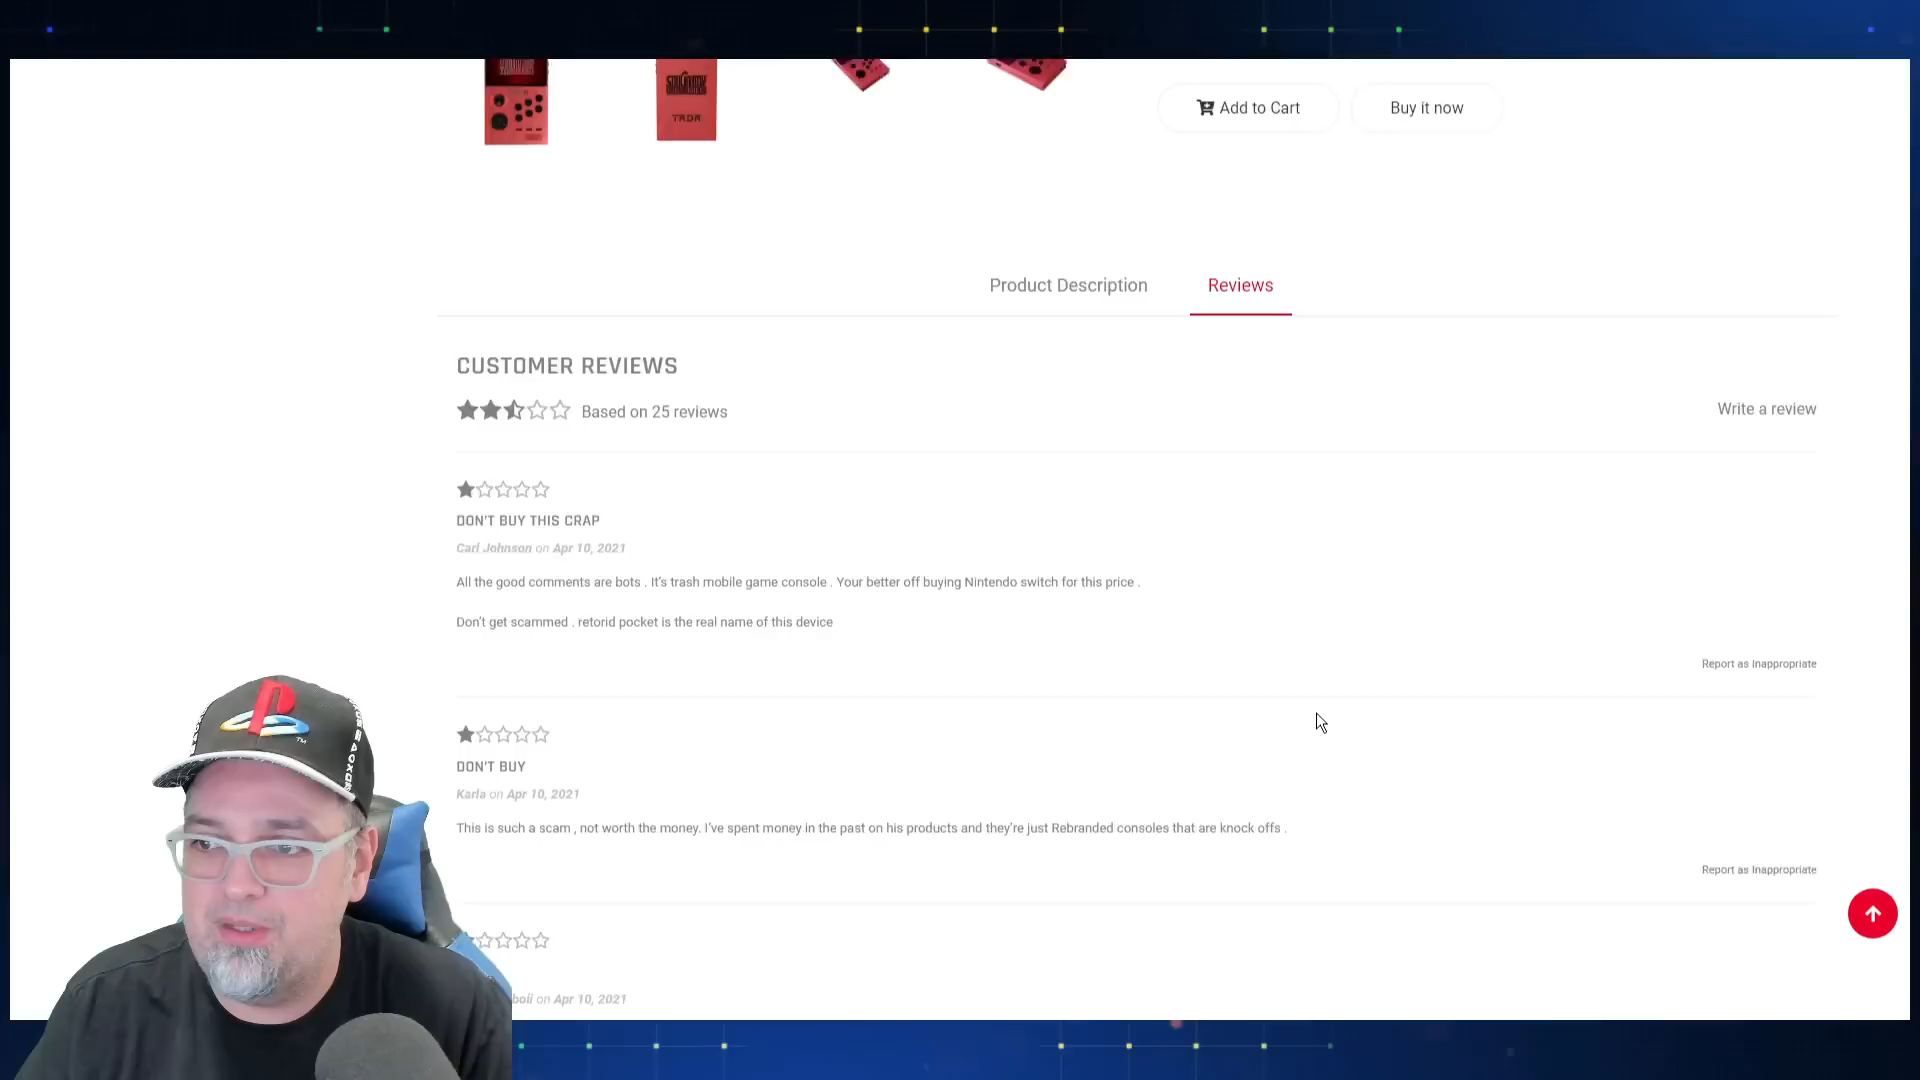 TRDR
Add to Cart
Buy it now
Product Description
Reviews
CUSTOMER REVIEWS
Based on 25 reviews
Write a review
DON'T BUY THIS CRAP
Carl Johnson on Apr 10, 2021
All the good comments are bots . It's trash mobile game console . Your better off buying Nintendo switch for this price .
Don't get scammed . retorid pocket is the real name of this device
Report as Inappropriate
DON'T BUY
Karla on Apr 10, 2021
This is such a scam , not worth the money. I've spent money in the past on his products and they're just Rebranded consoles that are knock offs .
Report as Inappropriate
boii on Apr 10, 2021
TM